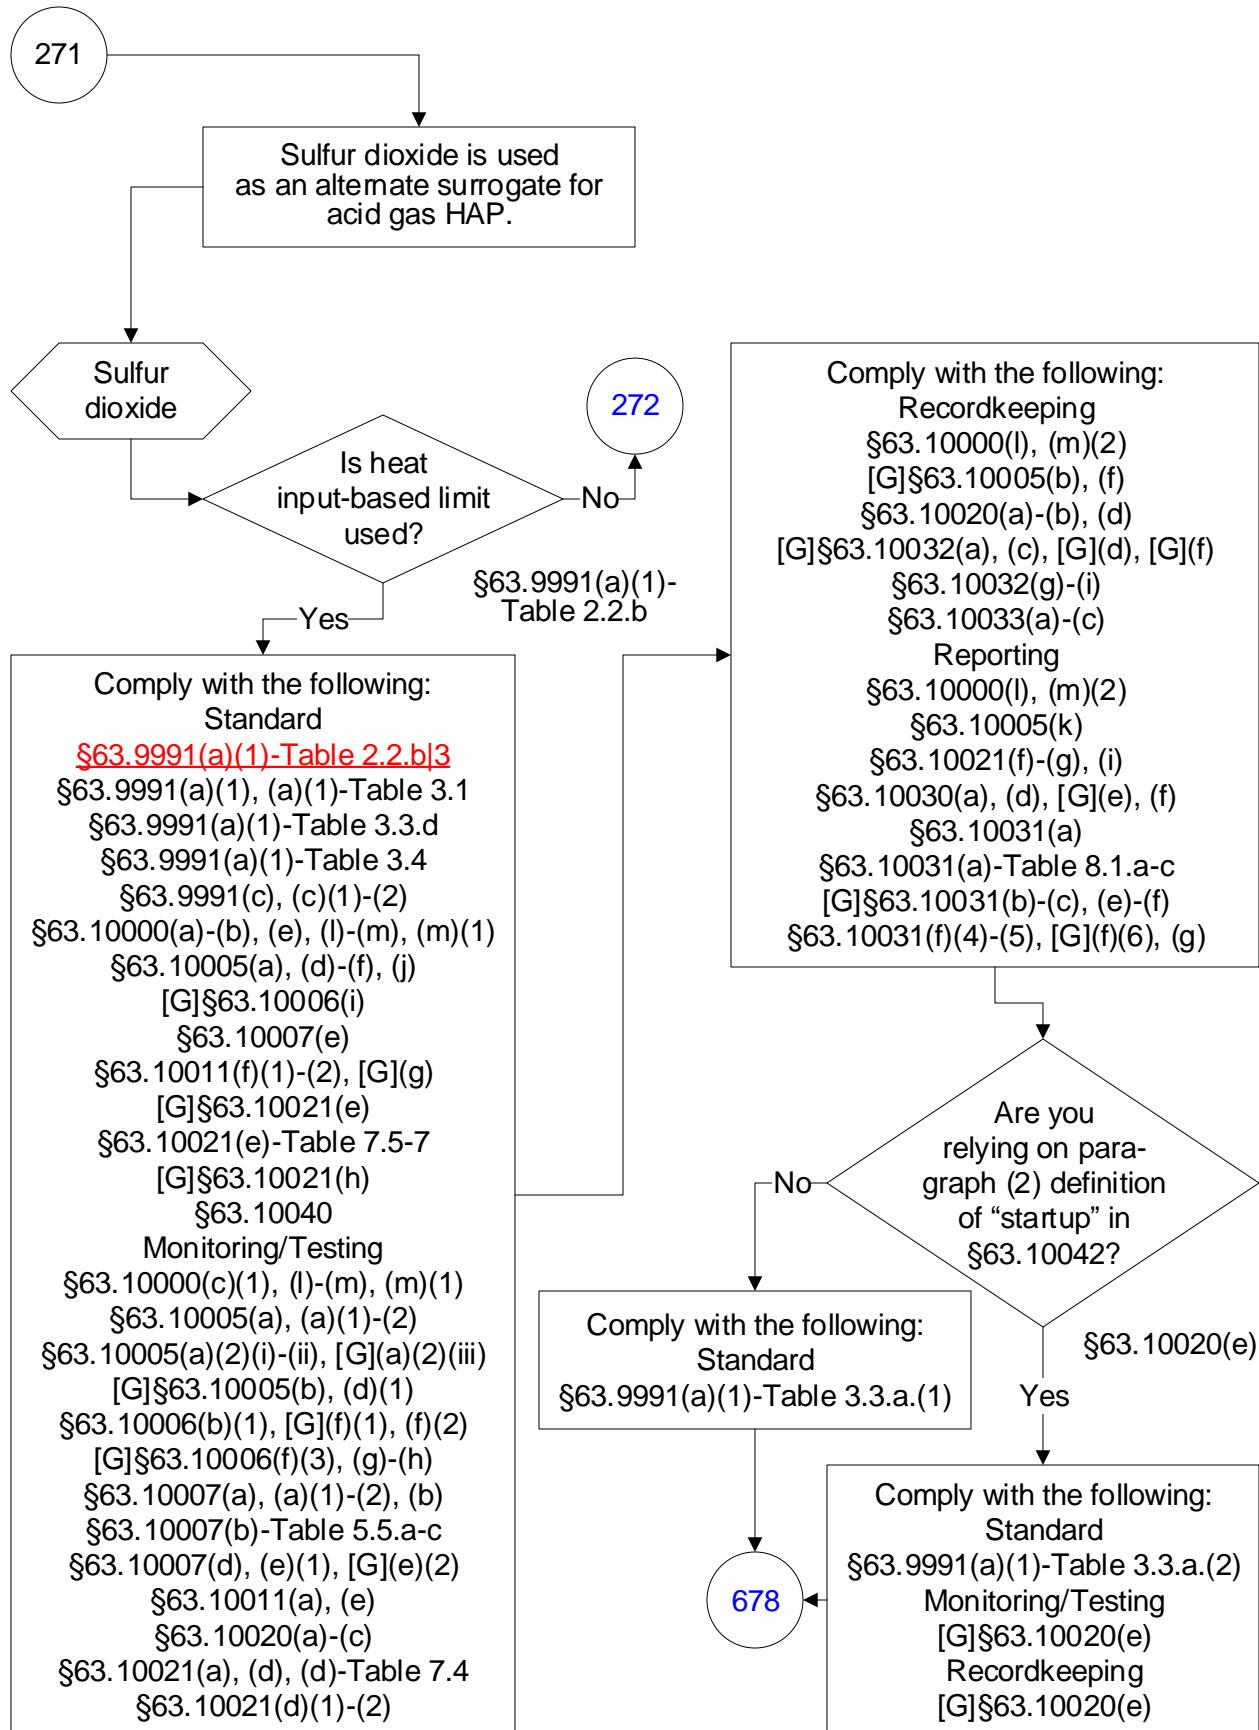 271
Sulfur dioxide is used
as an alternate surrogate for
acid gas HAP.
Sulfur
dioxide
Is heat
input-based limit
used?
No
272
§63.9991(a)(1)-
Table 2.2.b
Yes
Comply with the following:
Standard
§63.9991(a)(1)-Table 2.2.b|3
§63.9991(a)(1), (a)(1)-Table 3.1
§63.9991(a)(1)-Table 3.3.d
§63.9991(a)(1)-Table 3.4
§63.9991(c), (c)(1)-(2)
§63.10000(a)-(b), (e), (l)-(m), (m)(1)
§63.10005(a), (d)-(f), (j)
[G]§63.10006(i)
§63.10007(e)
§63.10011(f)(1)-(2), [G](g)
[G]§63.10021(e)
§63.10021(e)-Table 7.5-7
[G]§63.10021(h)
§63.10040
Monitoring/Testing
§63.10000(c)(1), (l)-(m), (m)(1)
§63.10005(a), (a)(1)-(2)
§63.10005(a)(2)(i)-(ii), [G](a)(2)(iii)
[G]§63.10005(b), (d)(1)
§63.10006(b)(1), [G](f)(1), (f)(2)
[G]§63.10006(f)(3), (g)-(h)
§63.10007(a), (a)(1)-(2), (b)
§63.10007(b)-Table 5.5.a-c
§63.10007(d), (e)(1), [G](e)(2)
§63.10011(a), (e)
§63.10020(a)-(c)
§63.10021(a), (d), (d)-Table 7.4
§63.10021(d)(1)-(2)
Comply with the following:
Recordkeeping
§63.10000(l), (m)(2)
[G]§63.10005(b), (f)
§63.10020(a)-(b), (d)
[G]§63.10032(a), (c), [G](d), [G](f)
§63.10032(g)-(i)
§63.10033(a)-(c)
Reporting
§63.10000(l), (m)(2)
§63.10005(k)
§63.10021(f)-(g), (i)
§63.10030(a), (d), [G](e), (f)
§63.10031(a)
§63.10031(a)-Table 8.1.a-c
[G]§63.10031(b)-(c), (e)-(f)
§63.10031(f)(4)-(5), [G](f)(6), (g)
Are you
relying on para-
graph (2) definition
of “startup” in
§63.10042?
No
Comply with the following:
Standard
§63.9991(a)(1)-Table 3.3.a.(1)
§63.10020(e)
Yes
Comply with the following:
Standard
§63.9991(a)(1)-Table 3.3.a.(2)
Monitoring/Testing
[G]§63.10020(e)
Recordkeeping
[G]§63.10020(e)
678